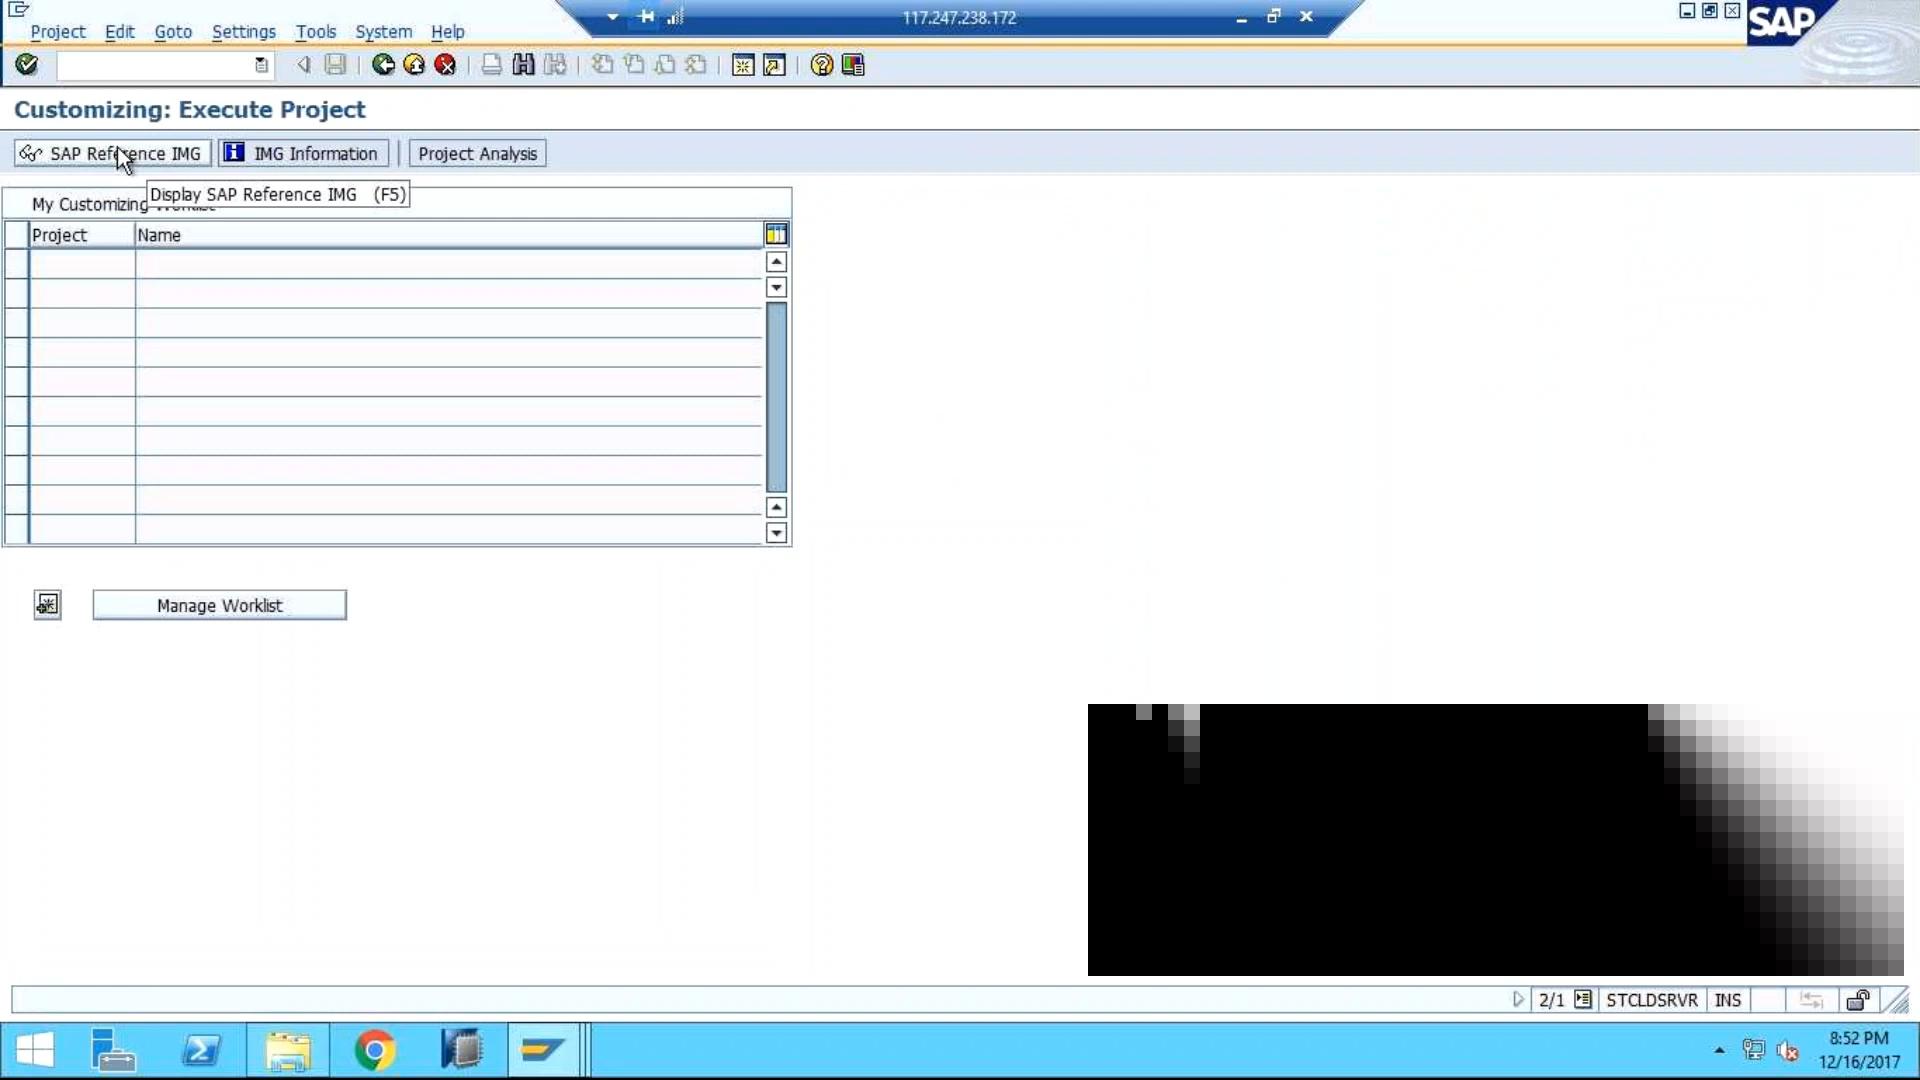 117.247.238.172
Project Edit Goto Settings Tools System Help
SAP
Customizing: Execute Project
SAP Reference IMG IMG Information Project Analysis
Display SAP Reference IMG (F5)
My Customizing
Project Name
Manage Worklist
2/1 STCLDSRVR INS
8:52 PM
12/16/2017